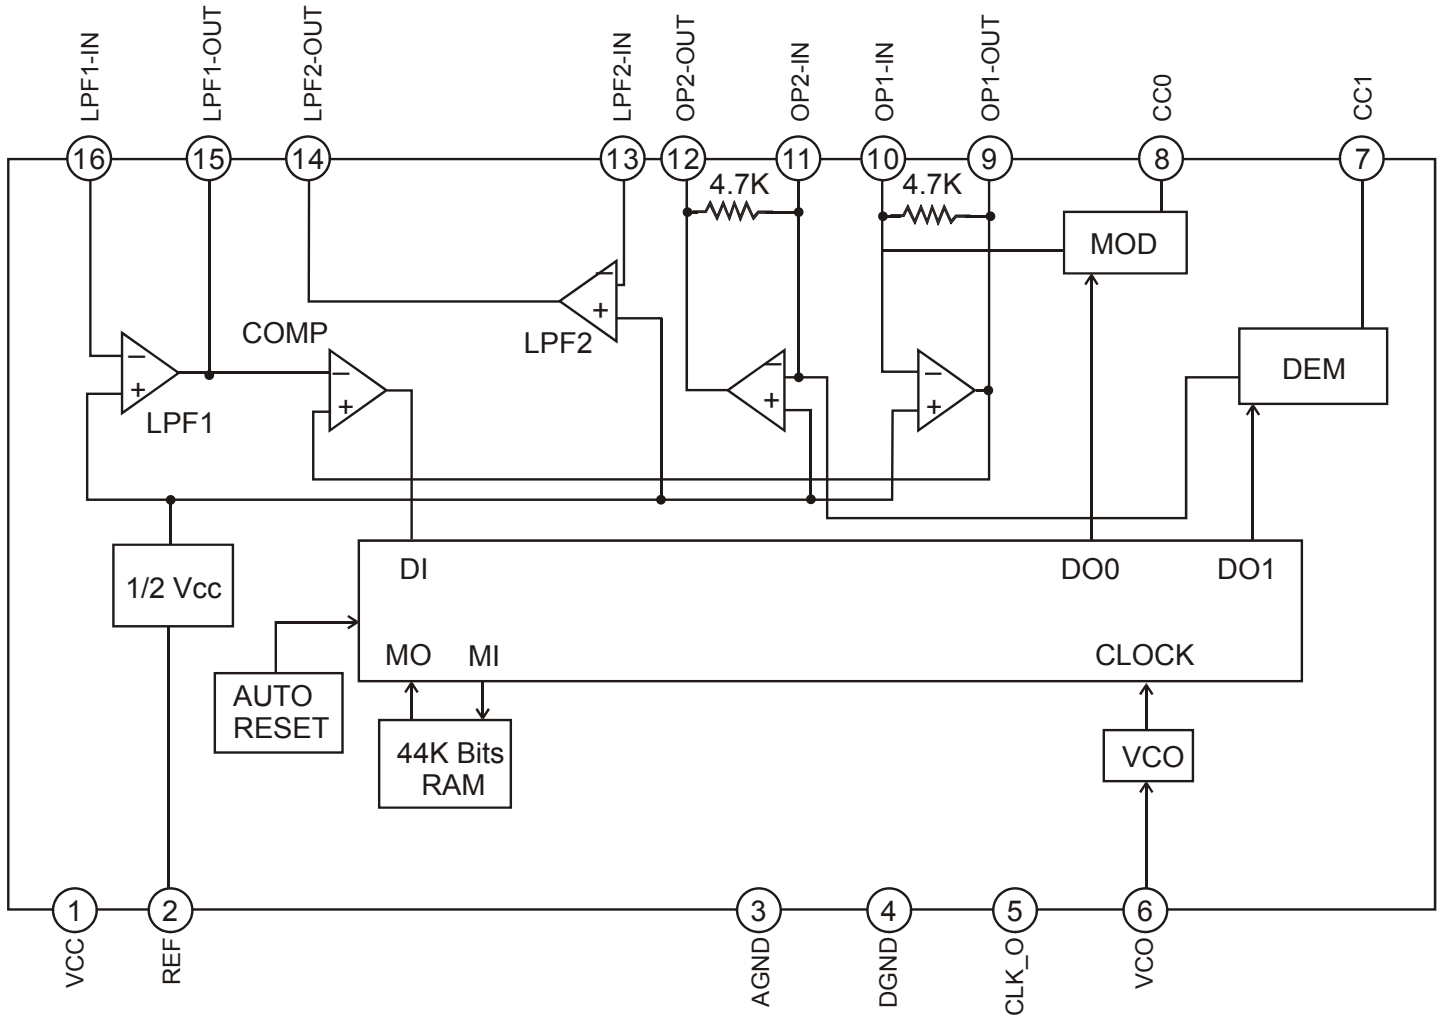 LPF1-IN
LPF1-OUT
LPF2-OUT
LPF2-IN
OP2-OUT
OP2-IN
OP1-IN
OP1-OUT
CC0
CC1
16
15
14
13
12
11
10
9
8
7
4.7K
4.7K
MOD
−
+
LPF2
COMP
−
+
LPF1
−
+
−
+
−
+
DEM
1/2 Vcc
DI
DO0
DO1
MO
MI
CLOCK
AUTO
RESET
44K Bits
RAM
VCO
1
2
3
4
5
6
VCC
REF
AGND
DGND
CLK_O
VCO